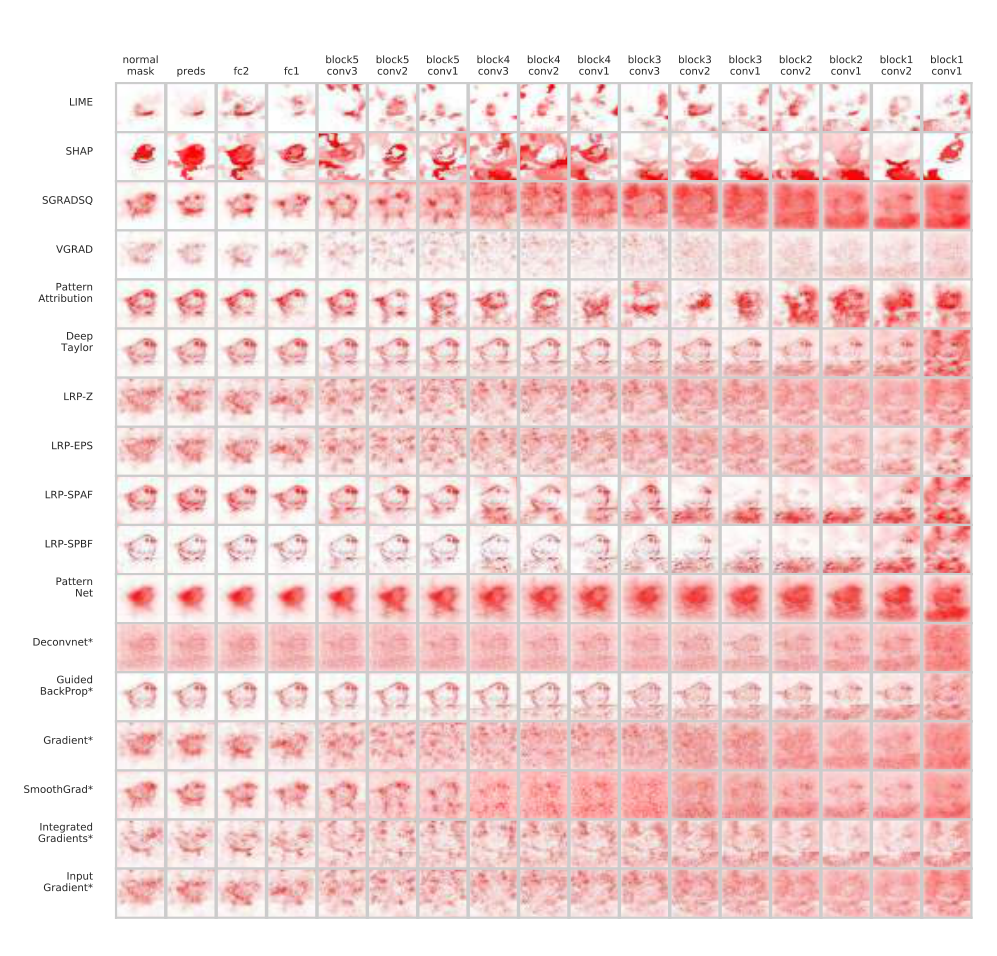 normal mask preds fc2 fc1 block5 conv3 block5 conv2 block5 conv1 block4 conv3 block4 conv2 block4 conv1 block3 conv3 block3 conv2 block3 conv1 block2 conv2 block2 conv1 block1 conv2 block1 conv1
LIME
SHAP
SGRADSQ
VGRAD
Pattern
Attribution
Deep
Taylor
LRP-Z
LRP-EPS
LRP-SPAF
LRP-SPBF
Pattern
Net
Deconvnet*
Guided
BackProp*
Gradient*
SmoothGrad*
Integrated
Gradients*
Input
Gradient*